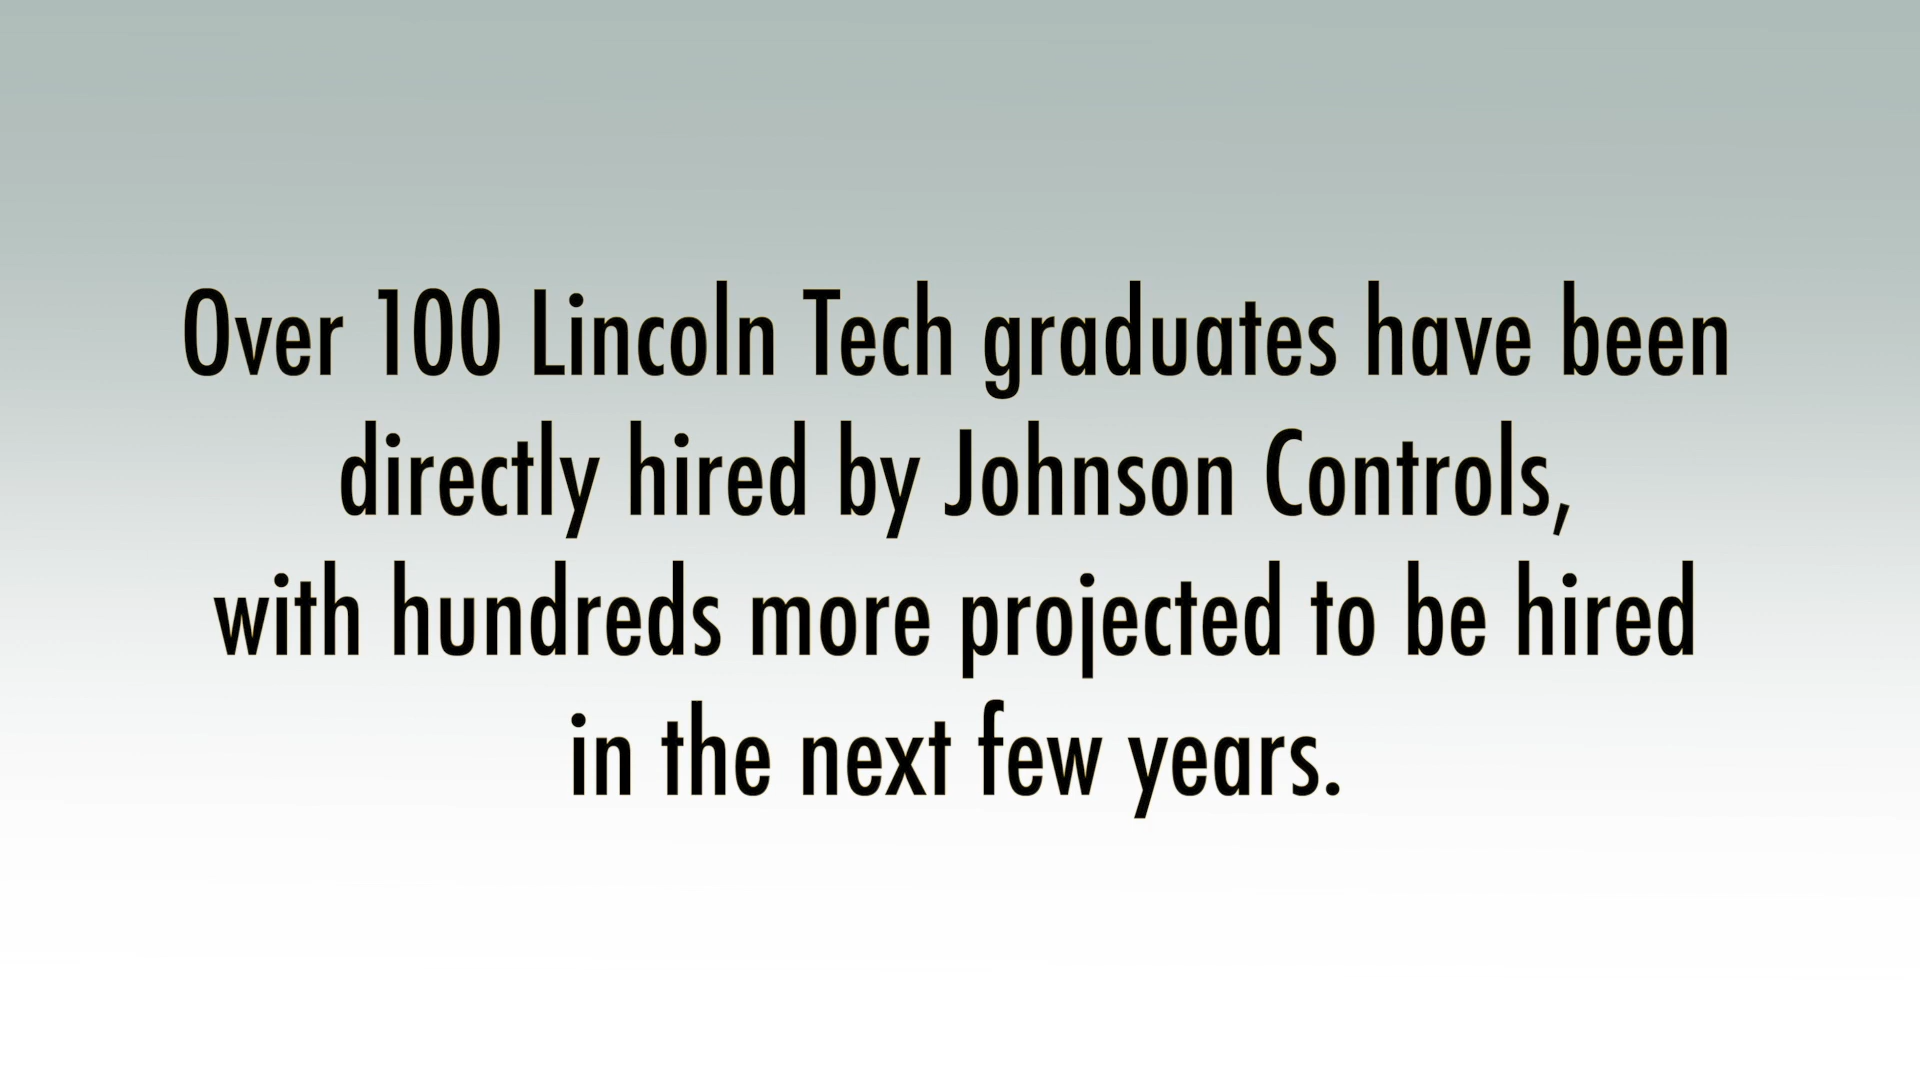 Over 100 Lincoln Tech graduates have been
directly hired by Johnson Controls,
with hundreds more projected to be hired
in the next few years.